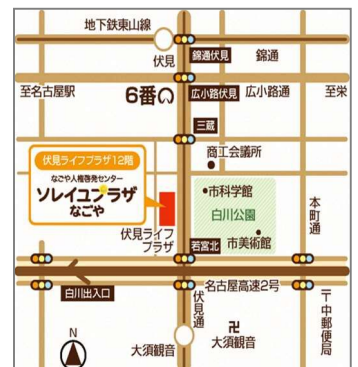 地下鉄東山線
伏見
錦通伏見
錦通
至名古屋駅
6番
広小路伏見
広小路通
至栄
三蔵
商工会議所
伏見ライフプラザ12階
なごや人権啓発センター
ソレイユプラザ
なごや
市科学館
白川公園
本町通
伏見ライフ
プラザ
若宮北
市美術館
名古屋高速2号
白川出入口
伏見通
〒中郵便局
卍
大須観音
大須観音
N